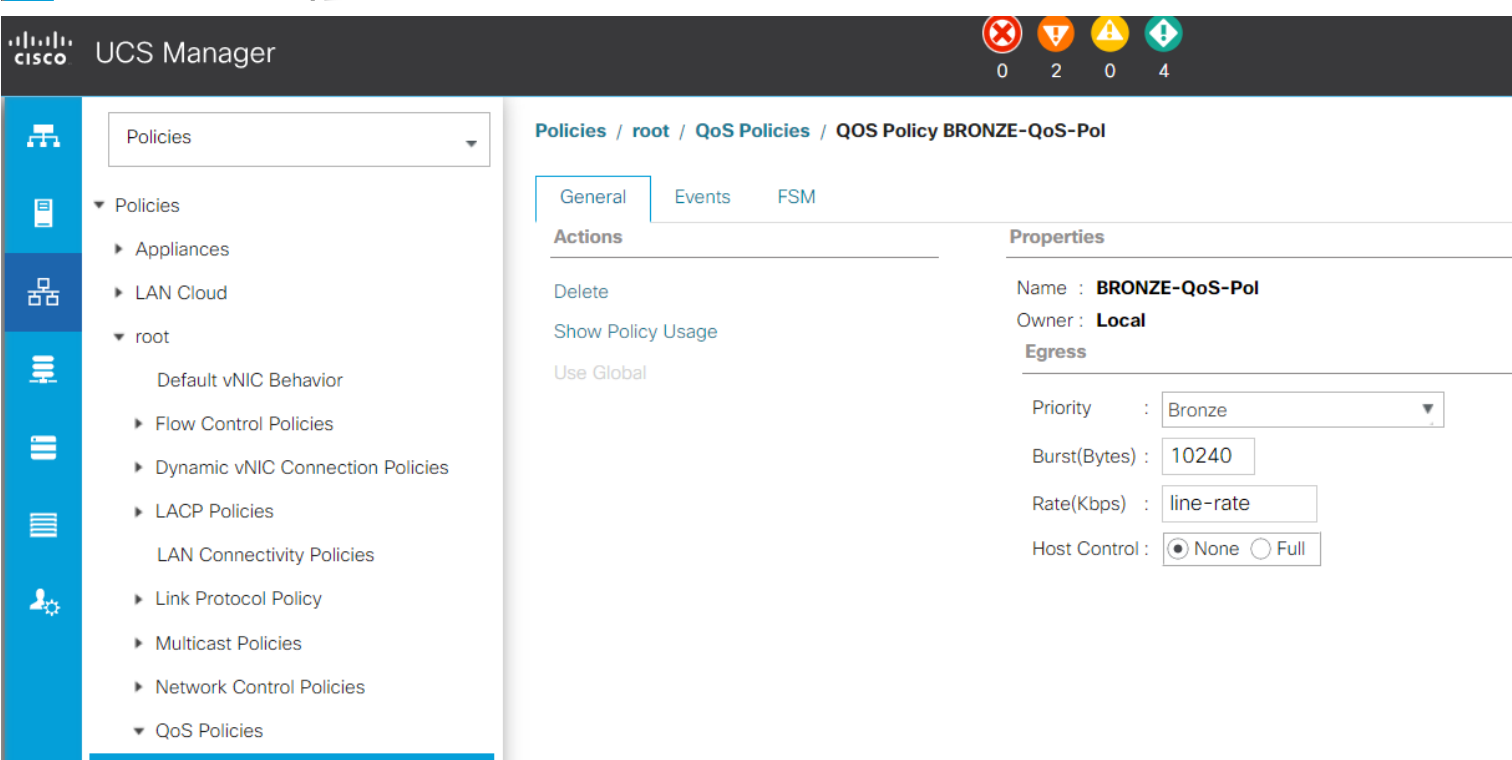 cisco UCS Manager
0 2 0 4
Policies
Policies
Appliances
LAN Cloud
root
Default vNIC Behavior
Flow Control Policies
Dynamic vNIC Connection Policies
LACP Policies
LAN Connectivity Policies
Link Protocol Policy
Multicast Policies
Network Control Policies
QoS Policies
Policies / root / QoS Policies / QOS Policy BRONZE-QoS-Pol
General Events FSM
Actions
Delete
Show Policy Usage
Use Global
Properties
Name : BRONZE-QoS-Pol
Owner : Local
Egress
Priority : Bronze
Burst(Bytes) : 10240
Rate(Kbps) : line-rate
Host Control : None Full